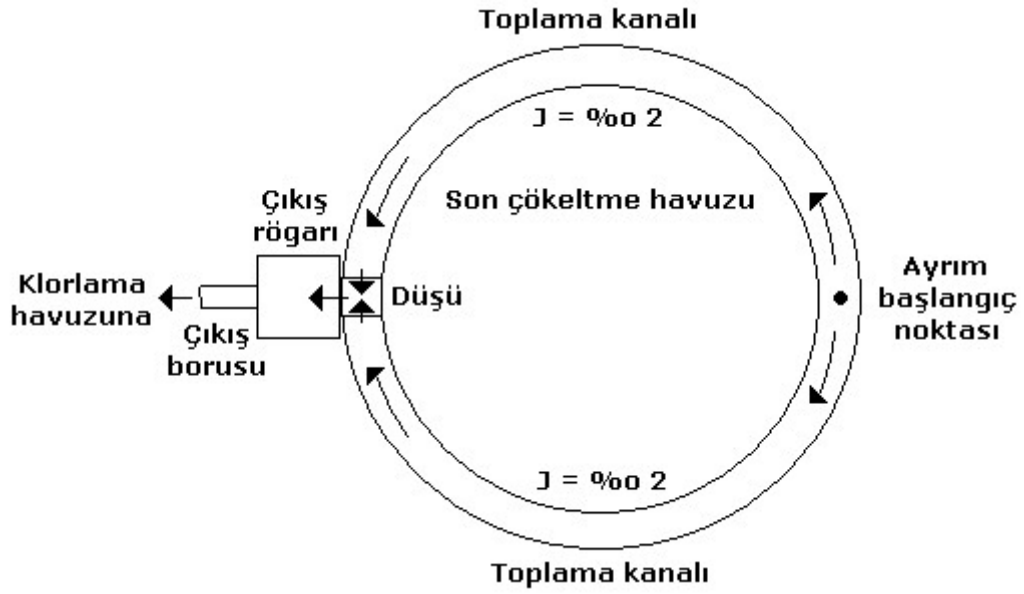 Toplama kanalı
J = %o 2
Son çökeltme havuzu
Çıkış
rögarı
Klorlama
havuzuna
Düşü
Ayrım
başlangıç
noktası
Çıkış
borusu
J = %o 2
Toplama kanalı